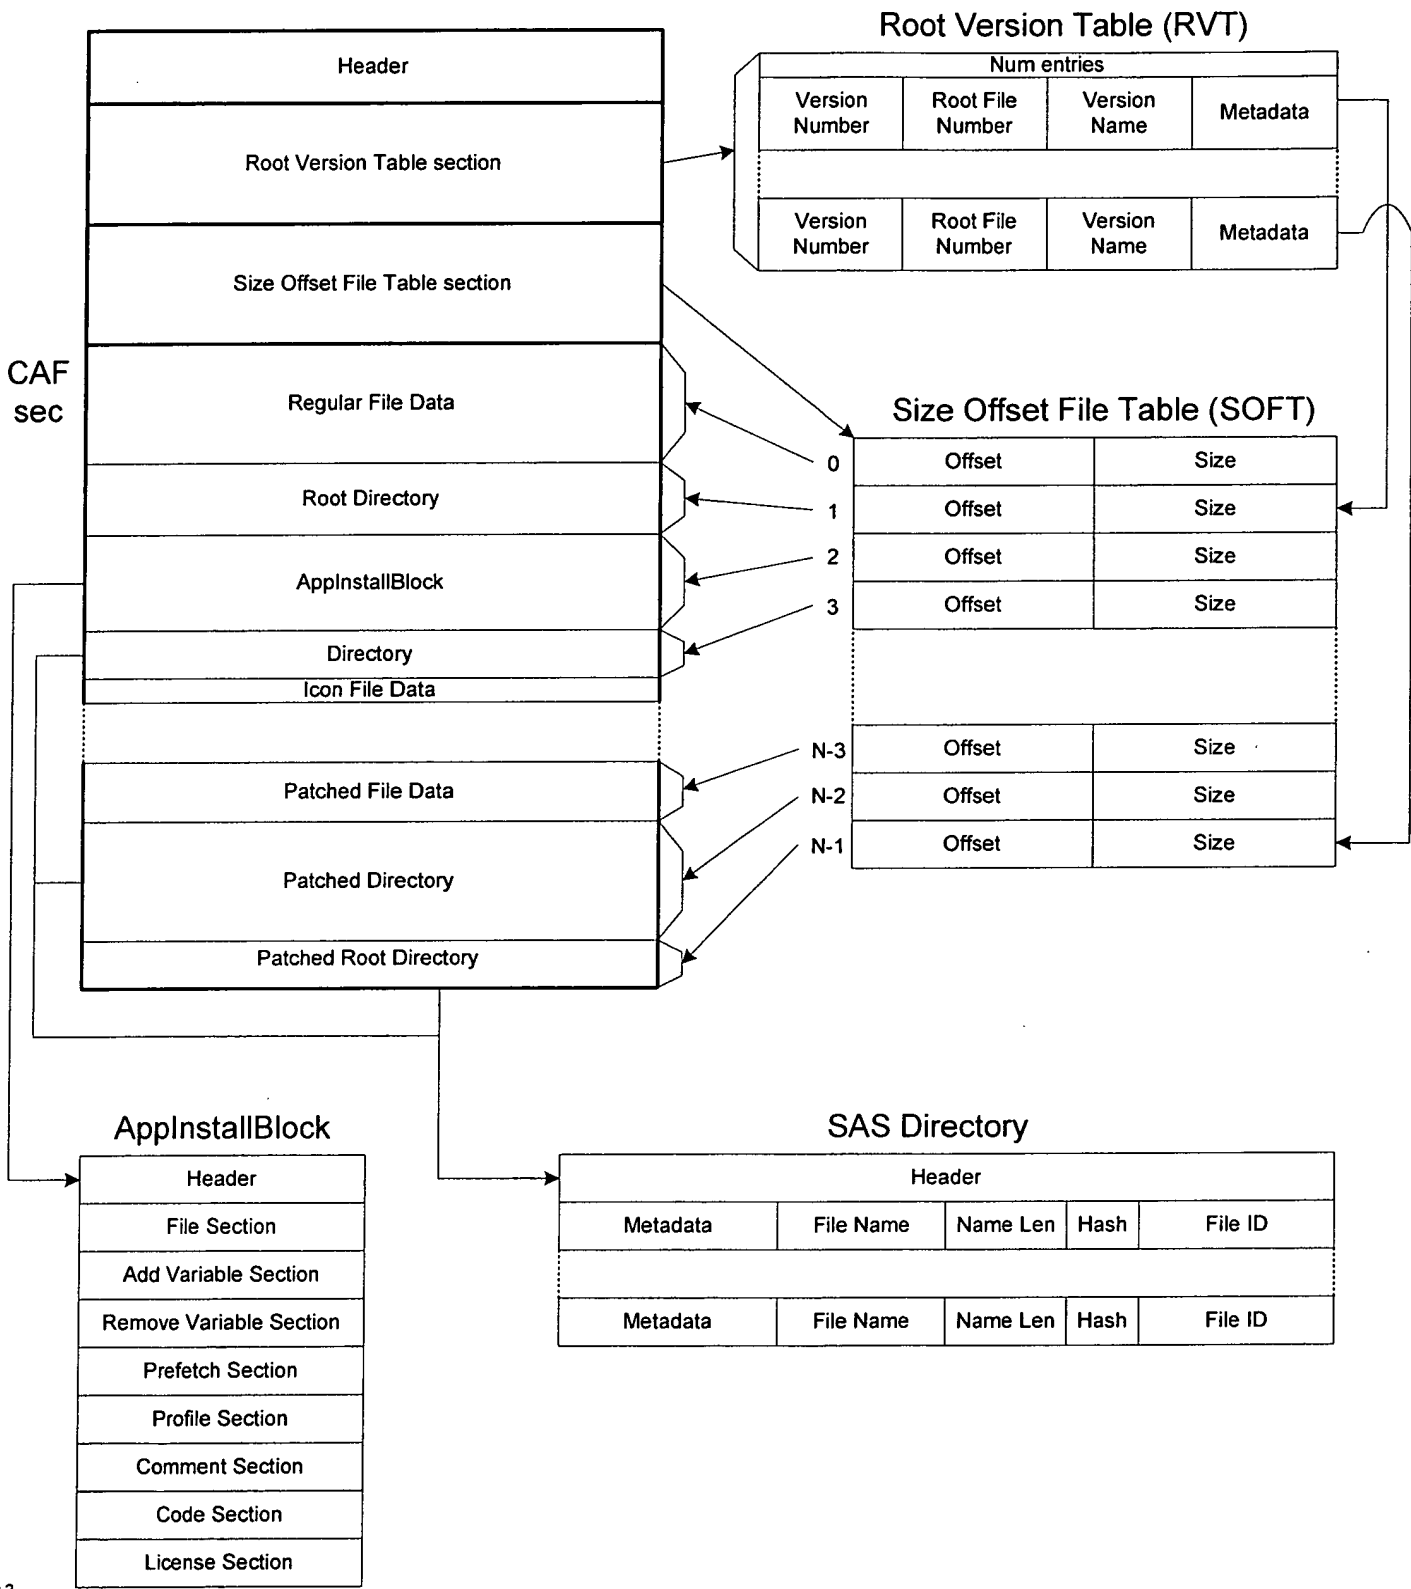 Root Version Table (RVT)
Num entries
Version Number
Root File Number
Version Name
Metadata
Version Number
Root File Number
Version Name
Metadata
CAF sec
Header
Root Version Table section
Size Offset File Table section
Regular File Data
Root Directory
AppInstallBlock
Directory
Icon File Data
Patched File Data
Patched Directory
Patched Root Directory
Size Offset File Table (SOFT)
0 Offset Size
1 Offset Size
2 Offset Size
3 Offset Size
N-3 Offset Size
N-2 Offset Size
N-1 Offset Size
AppInstallBlock
Header
File Section
Add Variable Section
Remove Variable Section
Prefetch Section
Profile Section
Comment Section
Code Section
License Section
SAS Directory
Header
Metadata File Name Name Len Hash File ID
Metadata File Name Name Len Hash File ID